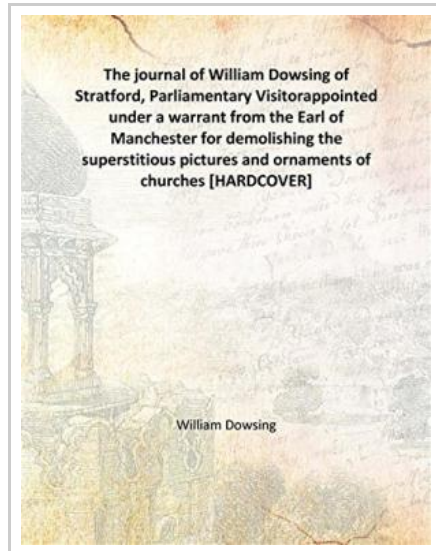 The journal of William Dowsing of
Stratford, Parliamentary Visitorappointed
under a warrant from the Earl of
Manchester for demolishing the
superstitious pictures and ornaments of
churches [HARDCOVER]
William Dowsing